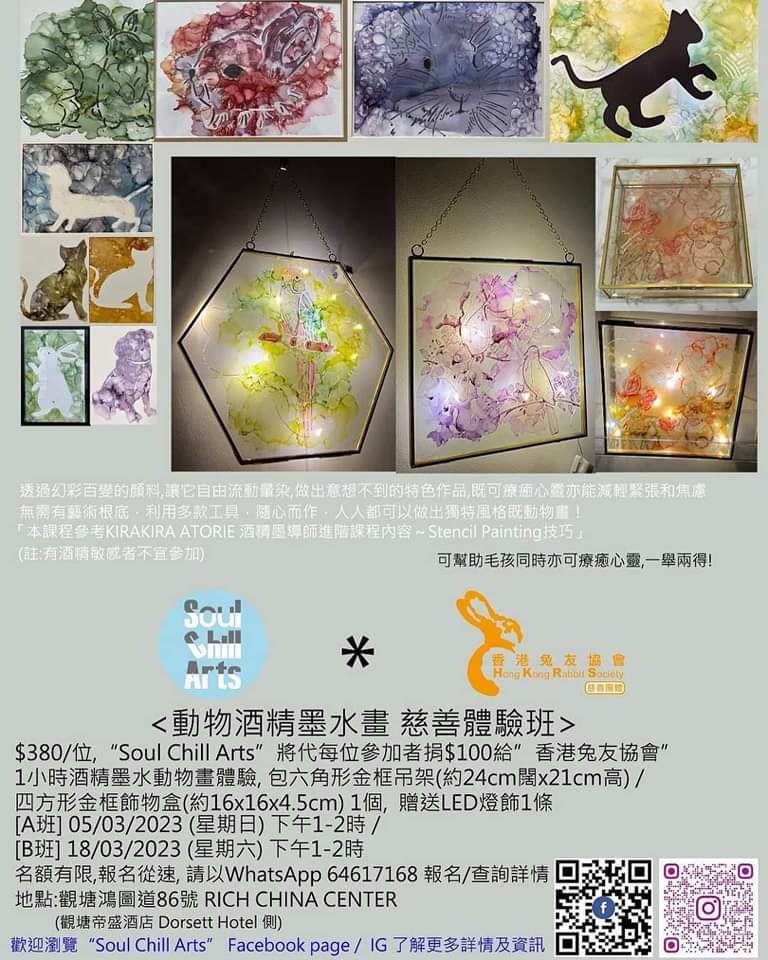 透過幻彩百變的顏料,讓它自由流動暈染,做出意想不到的特色作品,既可療癒心靈亦能減輕緊張和焦慮
無需有藝術根底，利用多款工具，隨心而作，人人都可以做出獨特風格既動物畫！
「本課程參考KIRAKIRA ATORIE 酒精墨導師進階課程內容～Stencil Painting技巧」
(註:有酒精敏感者不宜參加)
可幫助毛孩同時亦可療癒心靈,一舉兩得!
Soul
Chill
Arts
*
香港兔友協會
Hong Kong Rabbit Society
慈善團體
<動物酒精墨水畫 慈善體驗班>
$380/位,“Soul Chill Arts”將代每位參加者捐$100給”香港兔友協會”
1小時酒精墨水動物畫體驗, 包六角形金框吊架(約24cm闊x21cm高) /
四方形金框飾物盒(約16x16x4.5cm) 1個, 贈送LED燈飾1條
[A班] 05/03/2023 (星期日) 下午1-2時 /
[B班] 18/03/2023 (星期六) 下午1-2時
名額有限,報名從速, 請以WhatsApp 64617168 報名/查詢詳情
地點:觀塘鴻圖道86號 RICH CHINA CENTER
(觀塘帝盛酒店 Dorsett Hotel 側)
歡迎瀏覽“Soul Chill Arts” Facebook page / IG 了解更多詳情及資訊